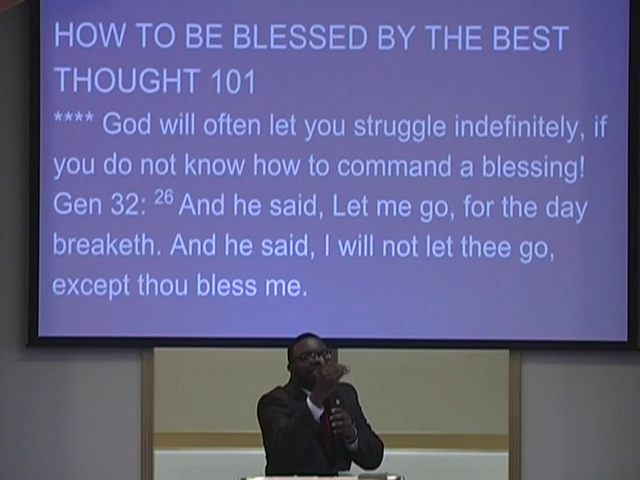 HOW TO BE BLESSED BY THE BEST
THOUGHT 101
**** God will often let you struggle indefinitely, if
you do not know how to command a blessing!
Gen 32: 26 And he said, Let me go, for the day
breaketh. And he said, I will not let thee go,
except thou bless me.